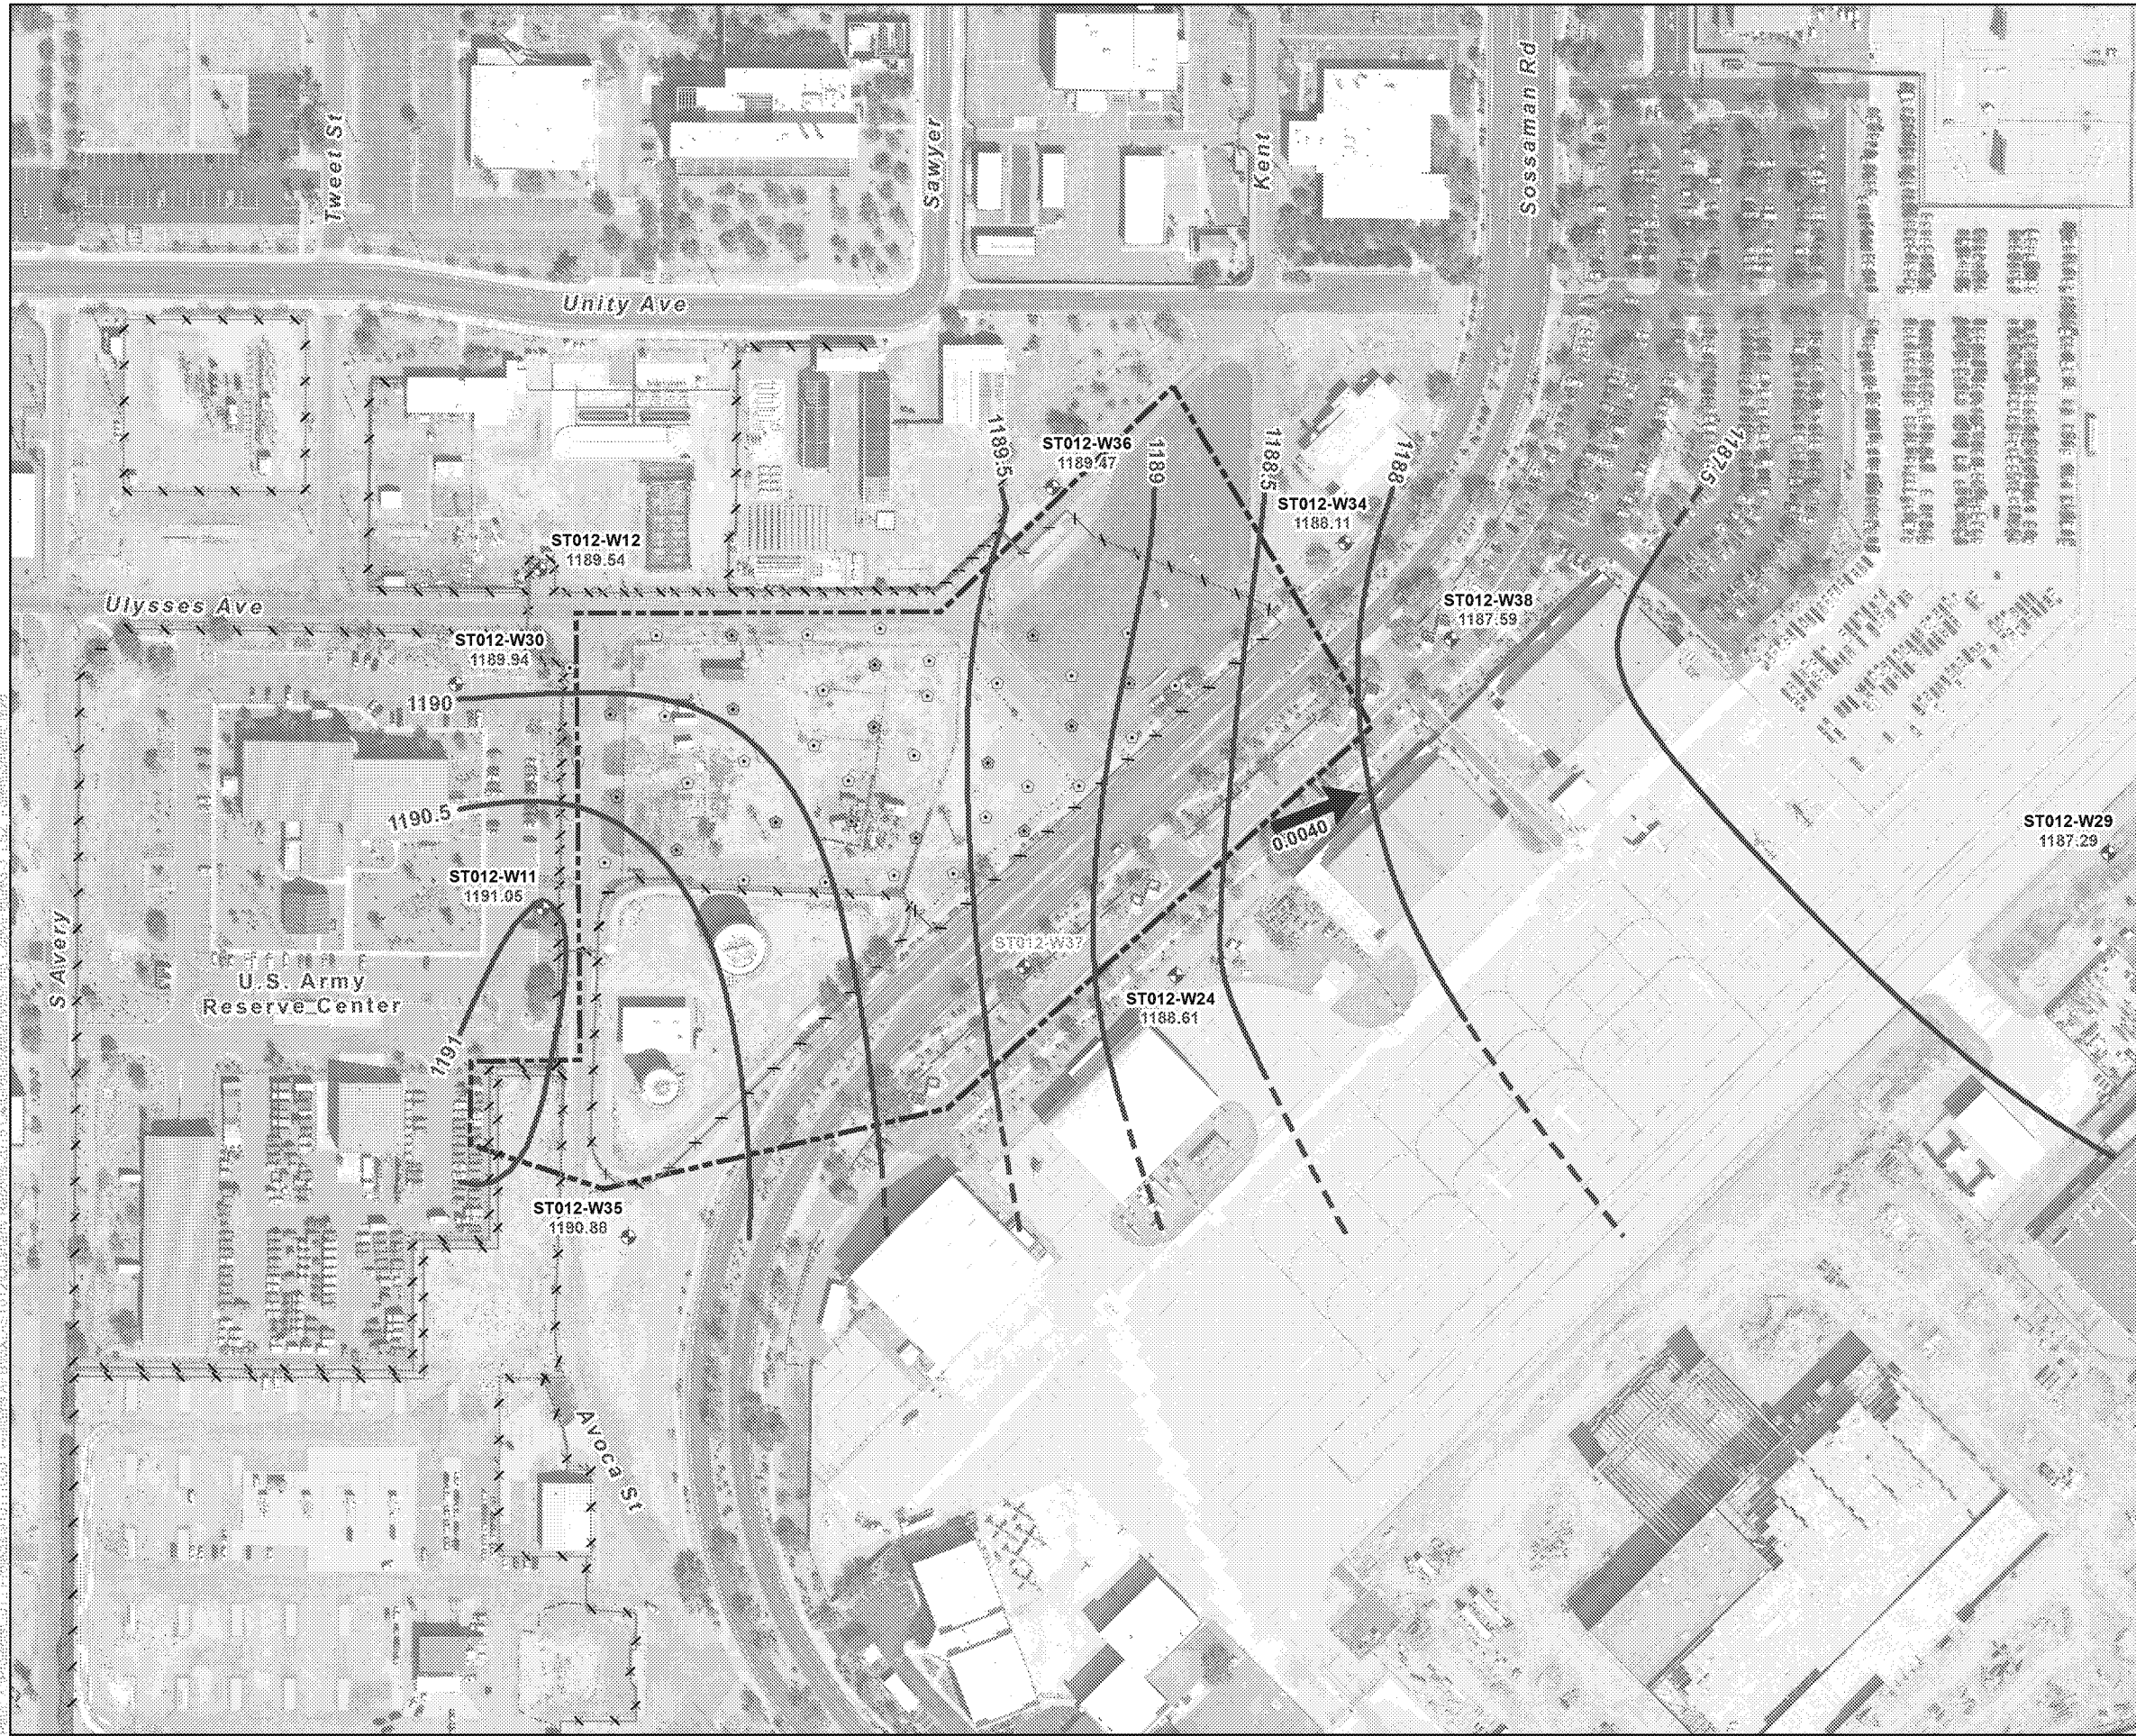 Tweet St
Sawyer
Kent
Sossaman Rd
Unity Ave
1189.5
ST012-W36
1189.47
1189
1188.5
1188
1187.5
ST012-W34
1188.11
ST012-W12
1189.54
Ulysses Ave
ST012-W38
1187.59
ST012-W30
1189.94
1190
1190.5
0.0040
ST012-W29
1187.29
ST012-W11
1191.05
S Avery
ST012-W37
U.S. Army
Reserve Center
ST012-W24
1188.61
1191
ST012-W35
1190.88
Avoca St